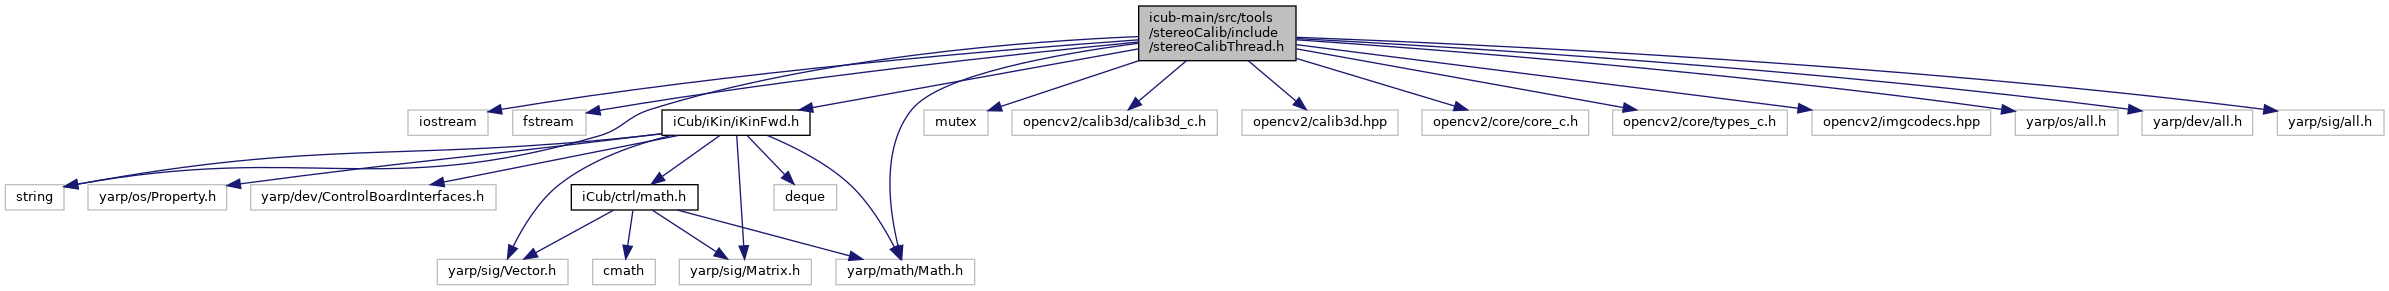 icub-main/src/tools
/stereoCalib/include
/stereoCalibThread.h
iostream
fstream
iCub/iKin/iKinFwd.h
mutex
opencv2/calib3d/calib3d_c.h
opencv2/calib3d.hpp
opencv2/core/core_c.h
opencv2/core/types_c.h
opencv2/imgcodecs.hpp
yarp/os/all.h
yarp/dev/all.h
yarp/sig/all.h
string
yarp/os/Property.h
yarp/dev/ControlBoardInterfaces.h
iCub/ctrl/math.h
deque
yarp/sig/Vector.h
cmath
yarp/sig/Matrix.h
yarp/math/Math.h